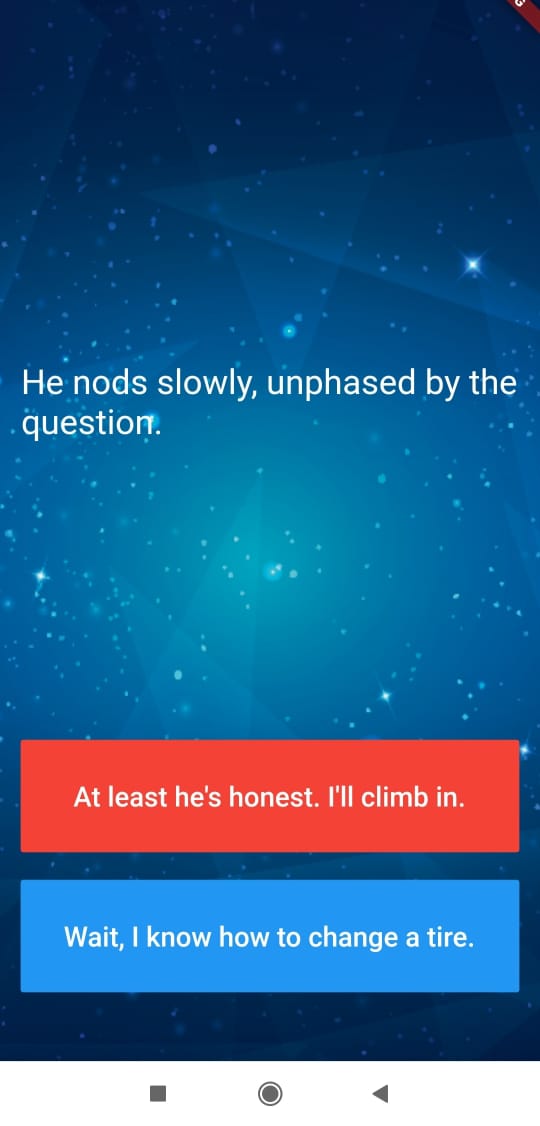 He nods slowly, unphased by the
question.
At least he's honest. I'll climb in.
Wait, I know how to change a tire.